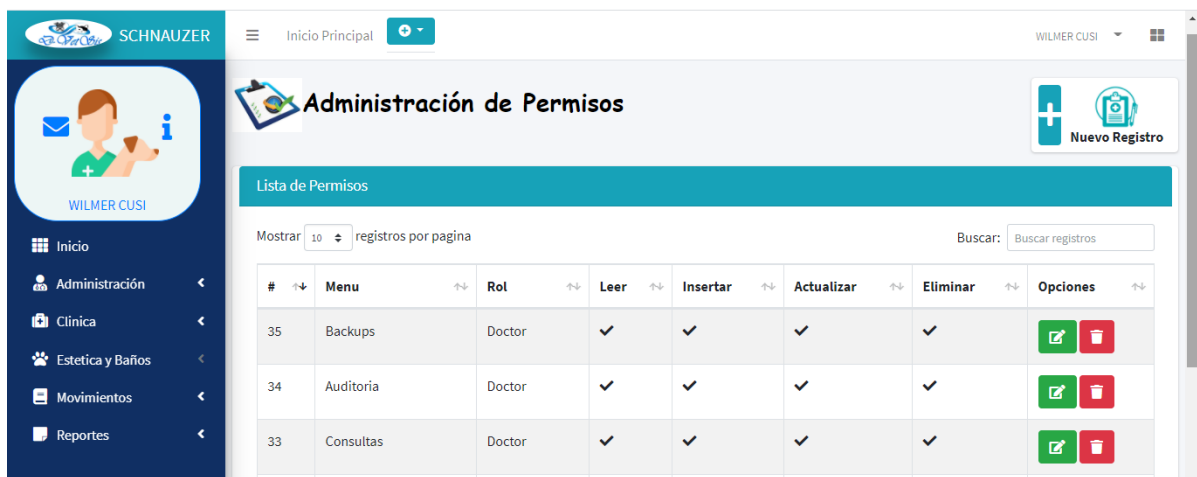 SCHNAUZER
Inicio Principal
WILMER CUSI
WILMER CUSI
Inicio
Administración
Clinica
Estetica y Baños
Movimientos
Reportes
Administración de Permisos
Nuevo Registro
Lista de Permisos
Mostrar 10 registros por pagina
Buscar: Buscar registros
# Menu Rol Leer Insertar Actualizar Eliminar Opciones
35 Backups Doctor
34 Auditoria Doctor
33 Consultas Doctor